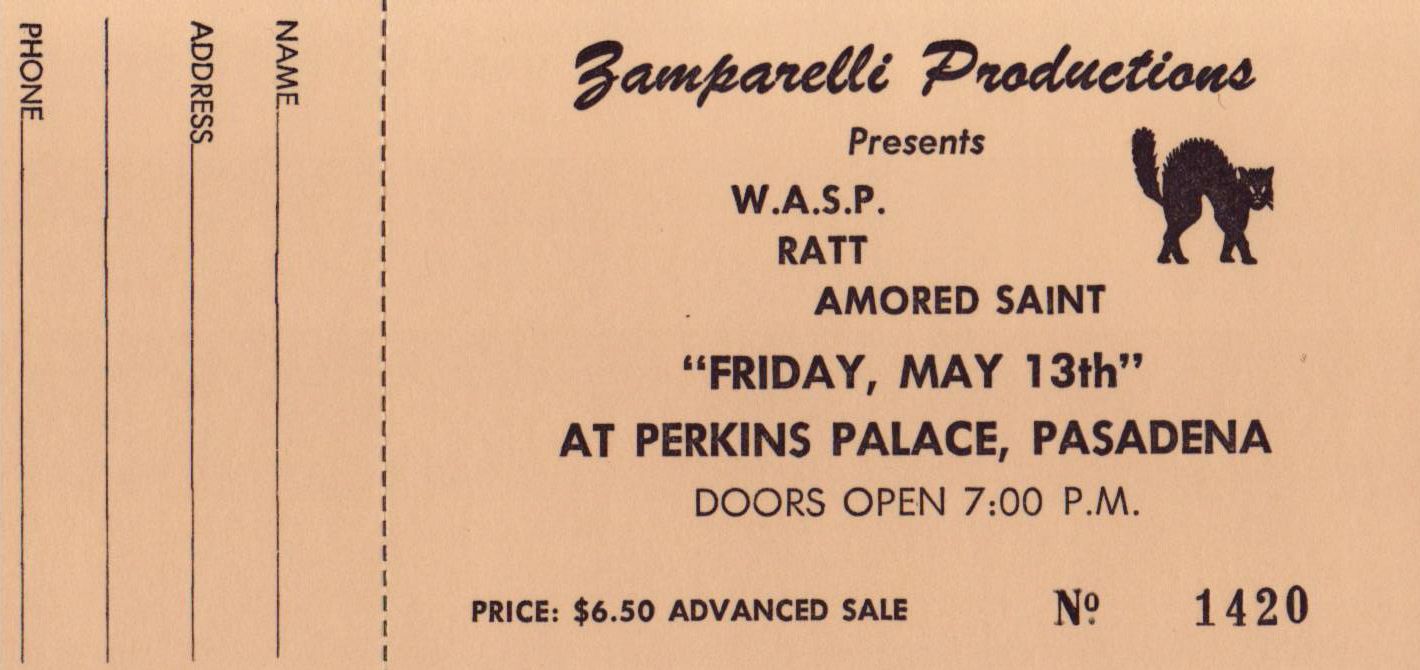 NAME
ADDRESS
PHONE
Zamparelli Productions
Presents
W.A.S.P.
RATT
AMORED SAINT
“FRIDAY, MAY 13th”
AT PERKINS PALACE, PASADENA
DOORS OPEN 7:00 P.M.
PRICE: $6.50 ADVANCED SALE
Nº 1420